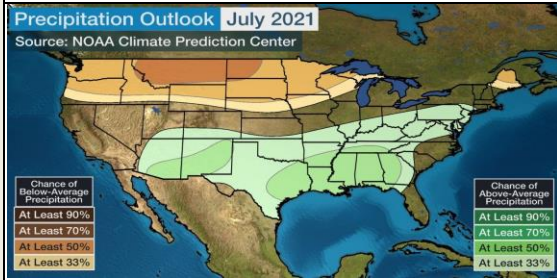 Precipitation Outlook July 2021
Source: NOAA Climate Prediction Center
Chance of
Below-Average
Precipitation
At Least 90%
At Least 70%
At Least 50%
At Least 33%
Chance of
Above-Average
Precipitation
At Least 90%
At Least 70%
At Least 50%
At Least 33%